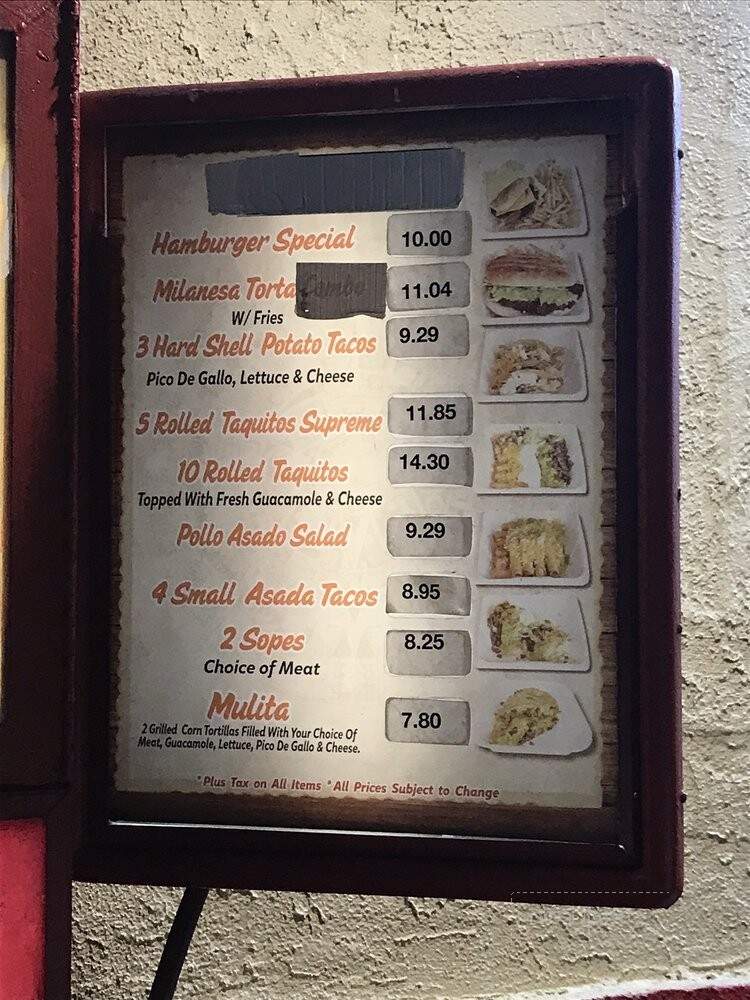 Hamburger Special 10.00
Milanesa Torta Combo 11.04
W/ Fries
3 Hard Shell Potato Tacos 9.29
Pico De Gallo, Lettuce & Cheese
5 Rolled Taquitos Supreme 11.85
10 Rolled Taquitos 14.30
Topped With Fresh Guacamole & Cheese
Pollo Asado Salad 9.29
4 Small Asada Tacos 8.95
2 Sopes 8.25
Choice of Meat
Mulita 7.80
2 Grilled Corn Tortillas Filled With Your Choice Of
Meat, Guacamole, Lettuce, Pico De Gallo & Cheese.
*Plus Tax on All Items *All Prices Subject to Change